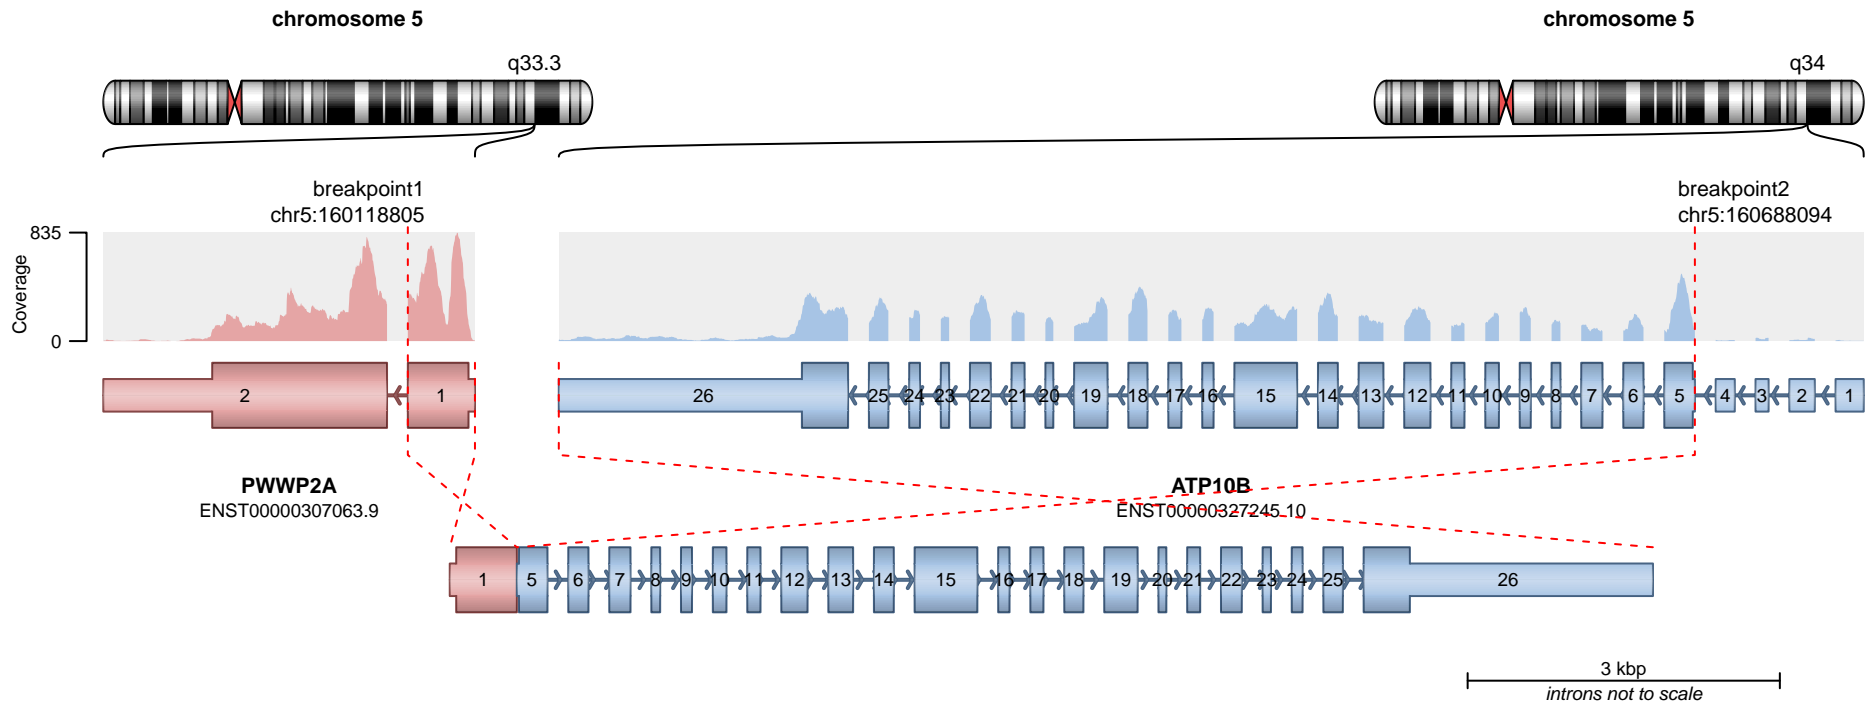 chromosome 5
chromosome 5
q33.3
q34
breakpoint1
chr5:160118805
breakpoint2
chr5:160688094
835
0
Coverage
2 1 26 25 24 23 22 21 20 19 18 17 16 15 14 13 12 11 10 9 8 7 6 5 4 3 2 1
PWWP2A
ENST00000307063.9
ATP10B
ENST00000327245.10
1 5 6 7 8 9 10 11 12 13 14 15 16 17 18 19 20 21 22 23 24 25 26
3 kbp
introns not to scale